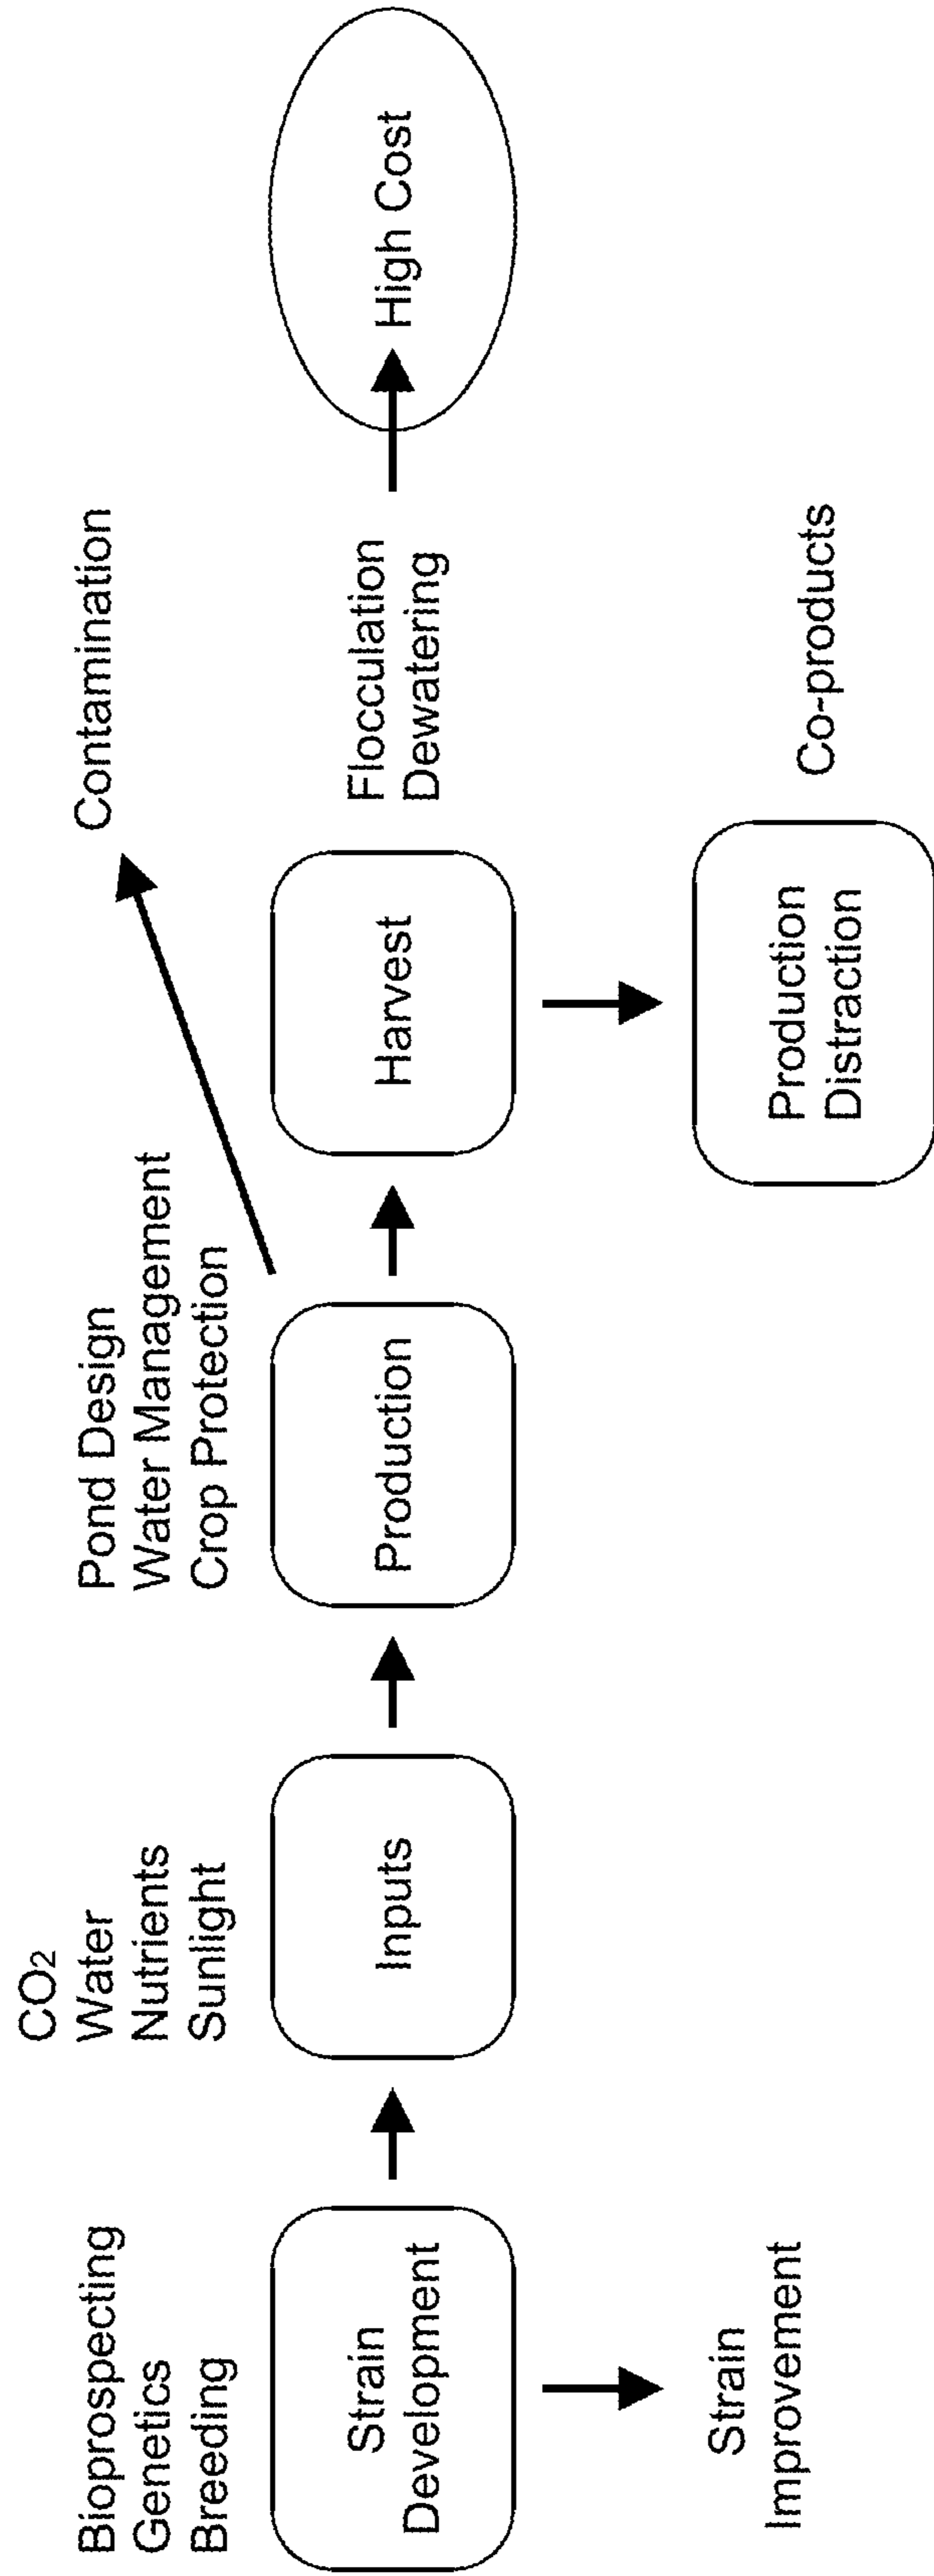 Bioprospecting
Genetics
Breeding
Strain
Development
Strain
Improvement
CO₂
Water
Nutrients
Sunlight
Inputs
Pond Design
Water Management
Crop Protection
Production
Contamination
Harvest
Flocculation
Dewatering
High Cost
Production
Distraction
Co-products